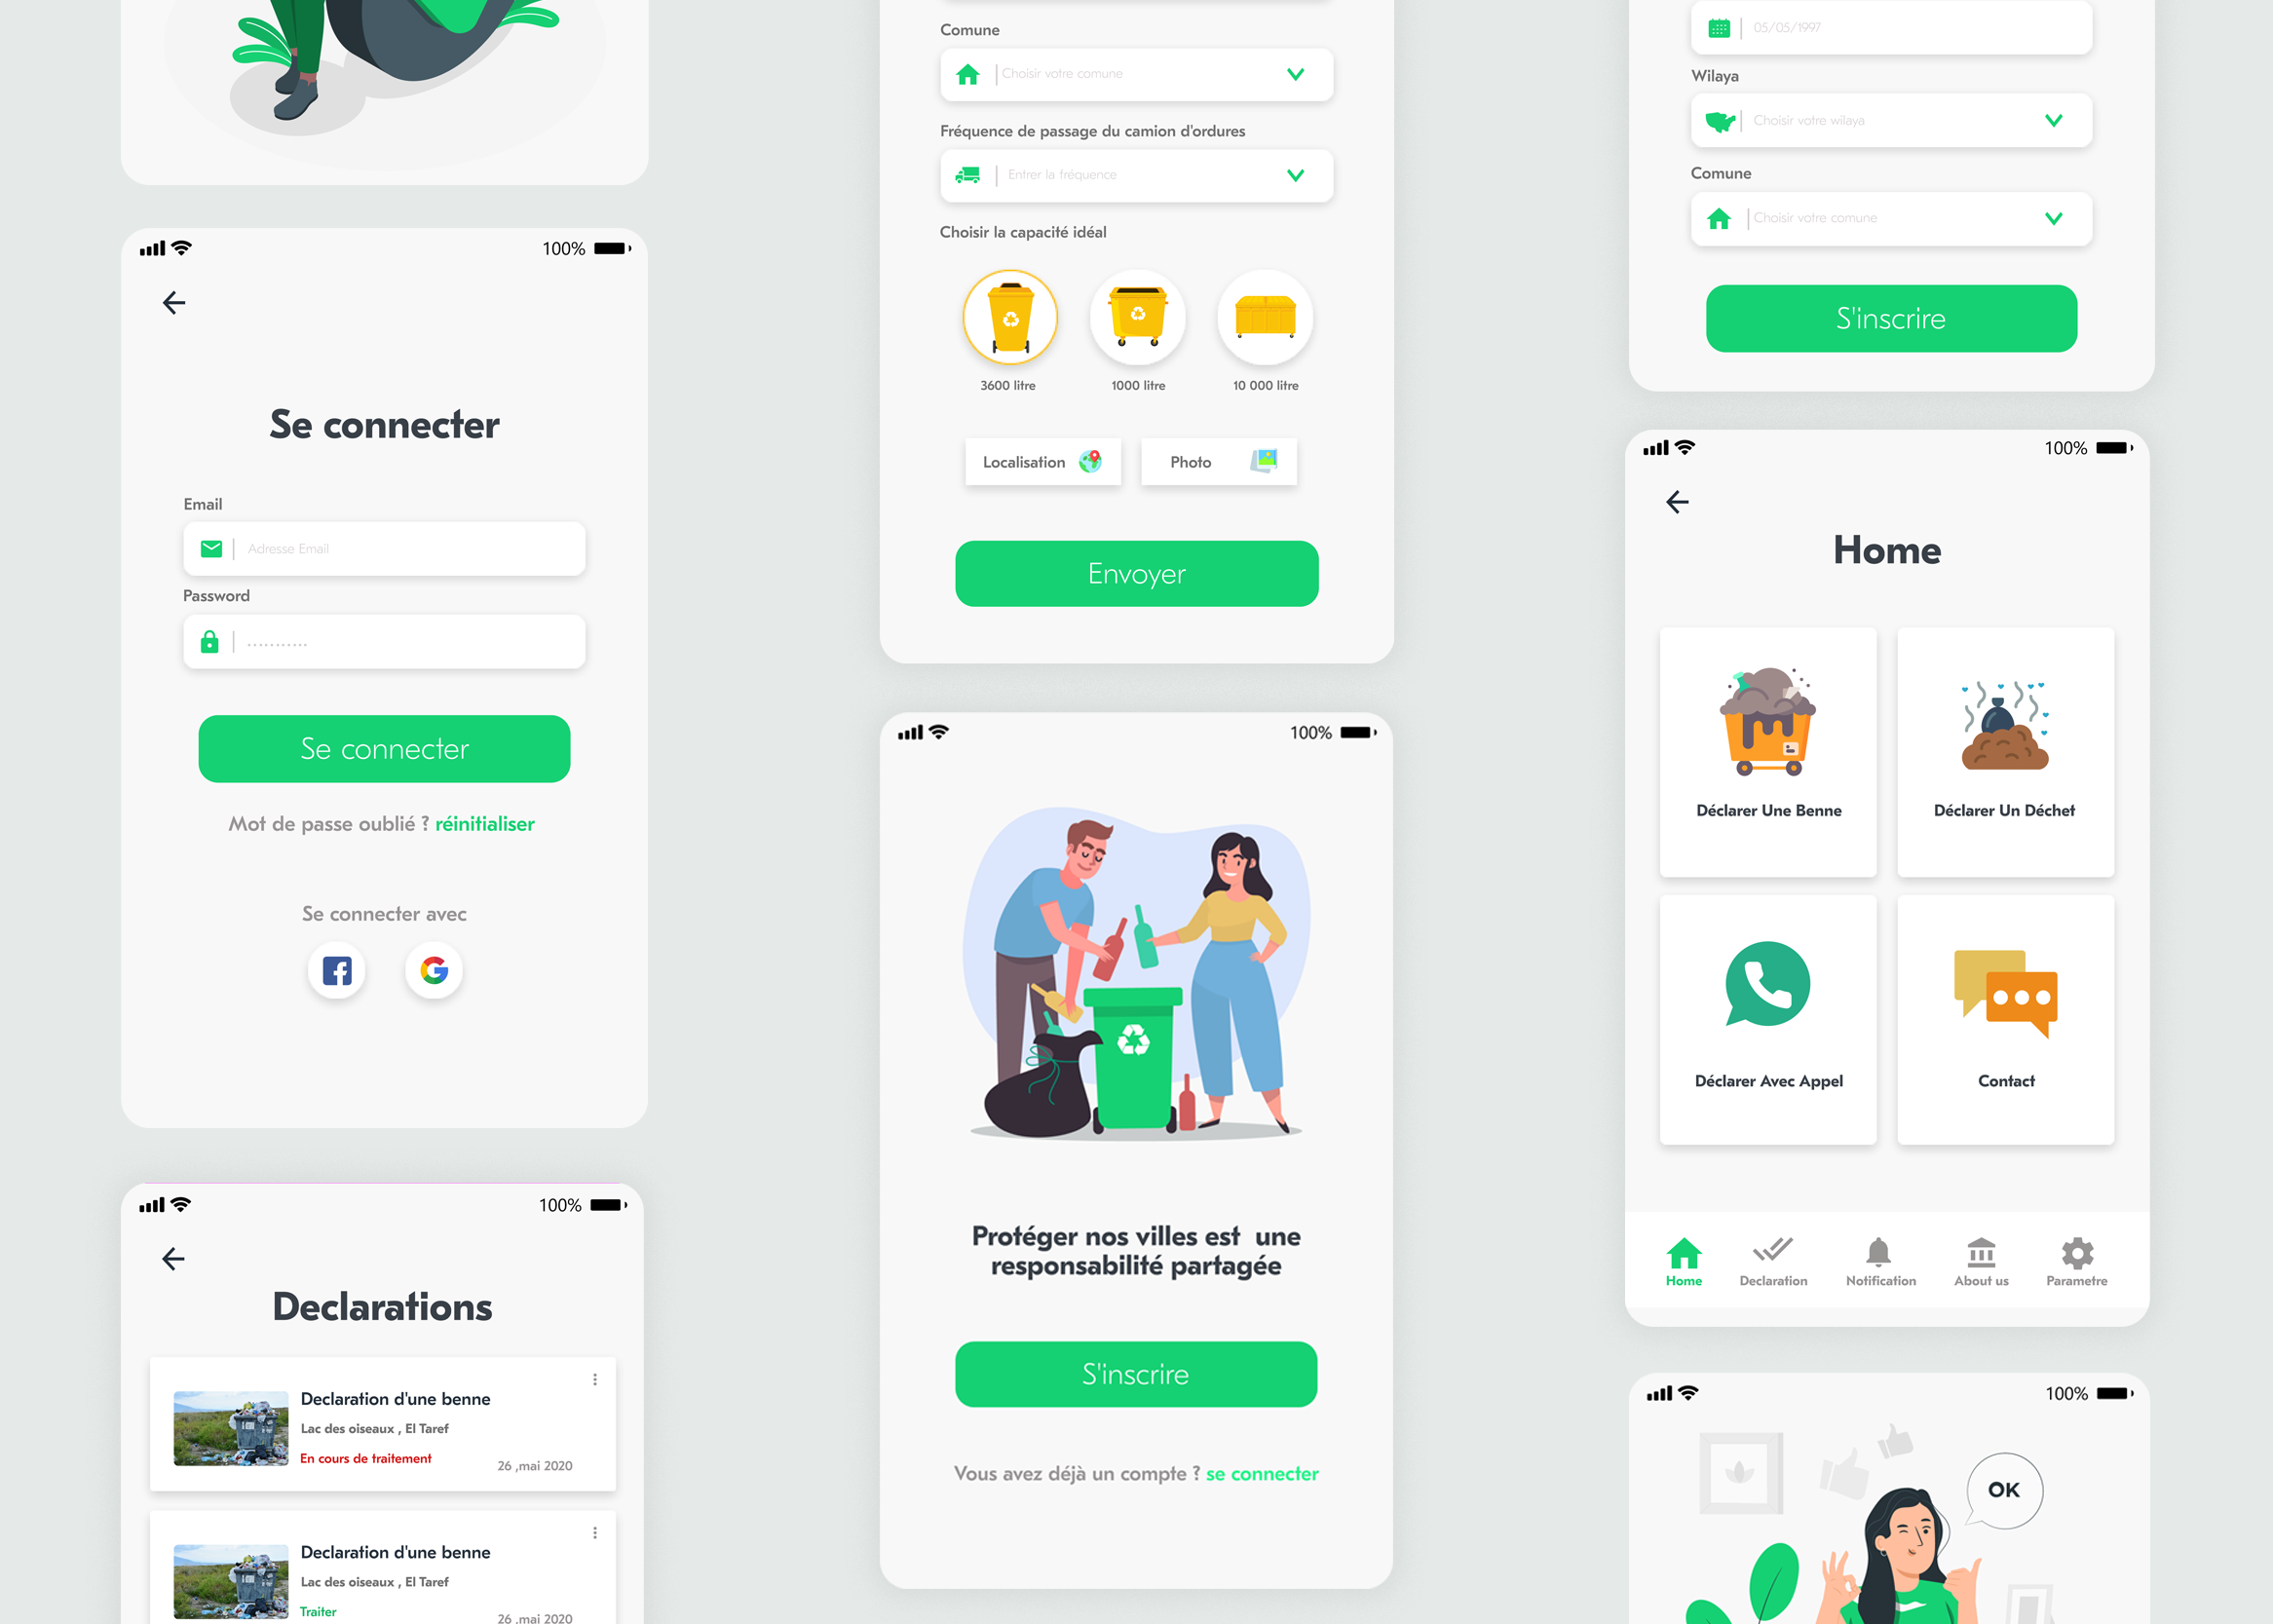 100%
Se connecter
Email
Adresse Email
Password
Se connecter
Mot de passe oublié ? réinitialiser
Se connecter avec
100%
Declarations
Declaration d'une benne
Lac des oiseaux , El Taref
En cours de traitement
26 ,mai 2020
Declaration d'une benne
Lac des oiseaux , El Taref
Traiter
26 ,mai 2020
Comune
Choisir votre comune
Fréquence de passage du camion d'ordures
Entrer la fréquence
Choisir la capacité idéal
3600 litre
1000 litre
10 000 litre
Localisation
Photo
Envoyer
100%
Protéger nos villes est une
responsabilité partagée
S'inscrire
Vous avez déjà un compte ? se connecter
05/05/1997
Wilaya
Choisir votre wilaya
Comune
Choisir votre comune
S'inscrire
100%
Home
Déclarer Une Benne
Déclarer Un Déchet
Déclarer Avec Appel
Contact
Home
Declaration
Notification
About us
Parametre
100%
OK